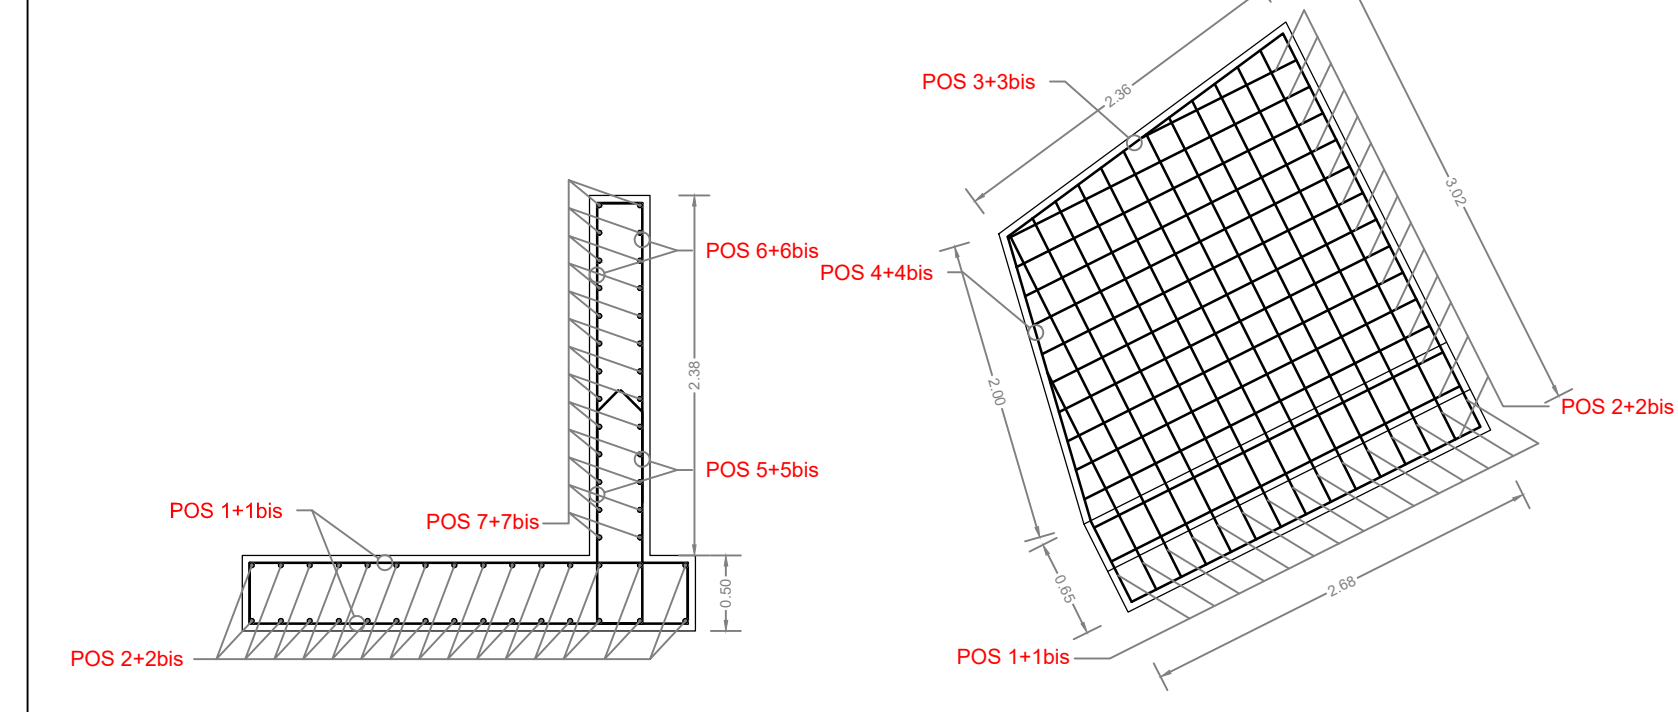 POS 3+3bis
2.36
3.02
POS 6+6bis
POS 4+4bis
2.38
2.00
POS 2+2bis
POS 5+5bis
POS 1+1bis
POS 7+7bis
0.50
0.65
2.68
POS 2+2bis
POS 1+1bis